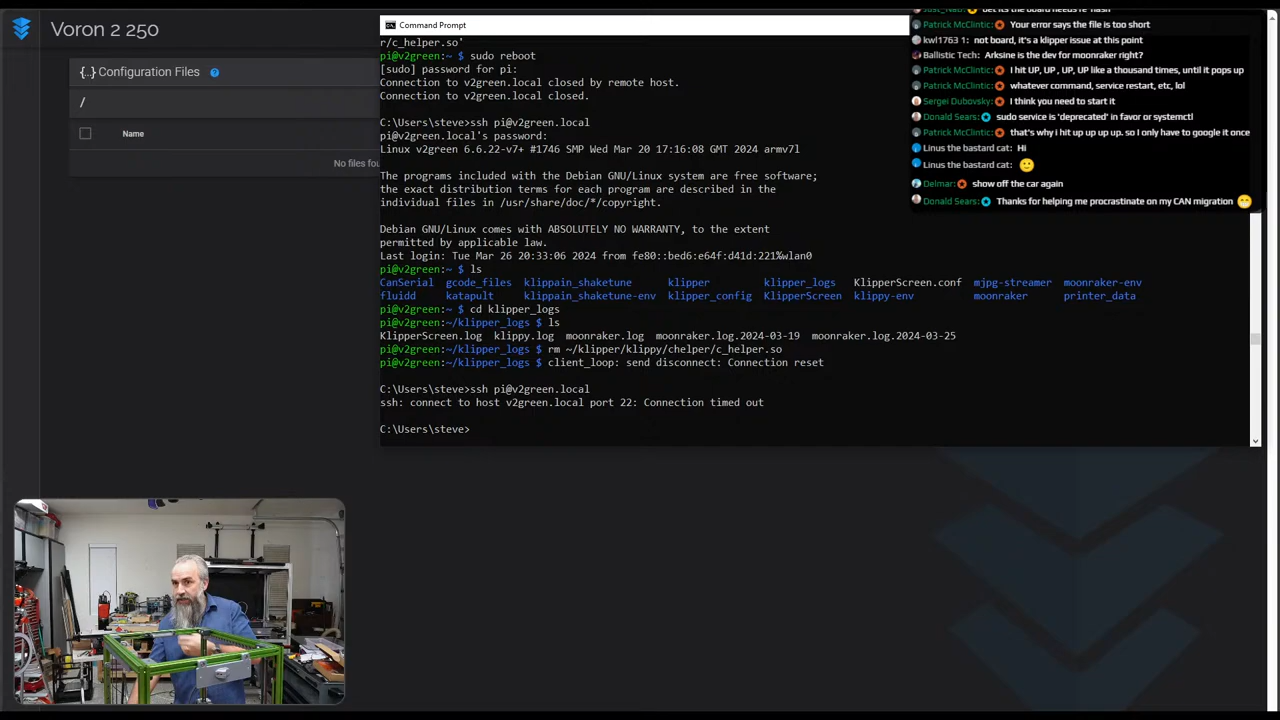 Voron 2 250
{..} Configuration Files
/
Name
No files fou
Command Prompt
r/c_helper.so'
pi@v2green:~ $ sudo reboot
[sudo] password for pi:
Connection to v2green.local closed by remote host.
Connection to v2green.local closed.
C:\Users\steve>ssh pi@v2green.local
pi@v2green.local's password:
Linux v2green 6.6.22-v7+ #1746 SMP Wed Mar 20 17:16:08 GMT 2024 armv7l
The programs included with the Debian GNU/Linux system are free software;
the exact distribution terms for each program are described in the
individual files in /usr/share/doc/*/copyright.
Debian GNU/Linux comes with ABSOLUTELY NO WARRANTY, to the extent
permitted by applicable law.
Last login: Tue Mar 26 20:33:06 2024 from fe80::bed6:e64f:d41d:221%wlan0
pi@v2green:~ $ ls
CanSerial gcode_files klippain_shaketune klipper klipper_logs KlipperScreen.conf mjpg-streamer moonraker-env
fluidd katapult klippain_shaketune-env klipper_config KlipperScreen klippy-env moonraker printer_data
pi@v2green:~ $ cd klipper_logs
pi@v2green:~/klipper_logs $ ls
KlipperScreen.log klippy.log moonraker.log moonraker.log.2024-03-19 moonraker.log.2024-03-25
pi@v2green:~/klipper_logs $ rm ~/klipper/klippy/chelper/c_helper.so
pi@v2green:~/klipper_logs $ client_loop: send disconnect: Connection reset
C:\Users\steve>ssh pi@v2green.local
ssh: connect to host v2green.local port 22: Connection timed out
C:\Users\steve>
Patrick McClintic: Your error says the file is too short
kwl1763 1: not board, it's a klipper issue at this point
Ballistic Tech: Arksine is the dev for moonraker right?
Patrick McClintic: I hit UP, UP , UP, UP like a thousand times, until it pops up
Patrick McClintic: whatever command, service restart, etc, lol
Sergei Dubovsky: I think you need to start it
Donald Sears: sudo service is 'deprecated' in favor or systemctl
Patrick McClintic: that's why i hit up up up up. so I only have to google it once
Linus the bastard cat: Hi
Linus the bastard cat: 🙂
Delmar: show off the car again
Donald Sears: Thanks for helping me procrastinate on my CAN migration 😁